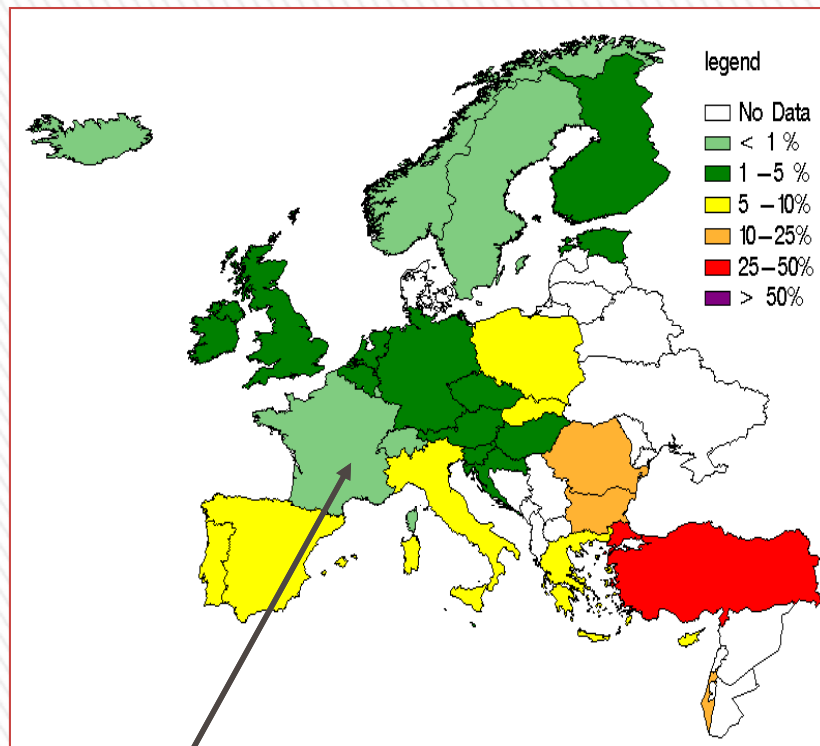 legend
No Data
< 1 %
1 –5 %
5 –10%
10–25%
25–50%
> 50%